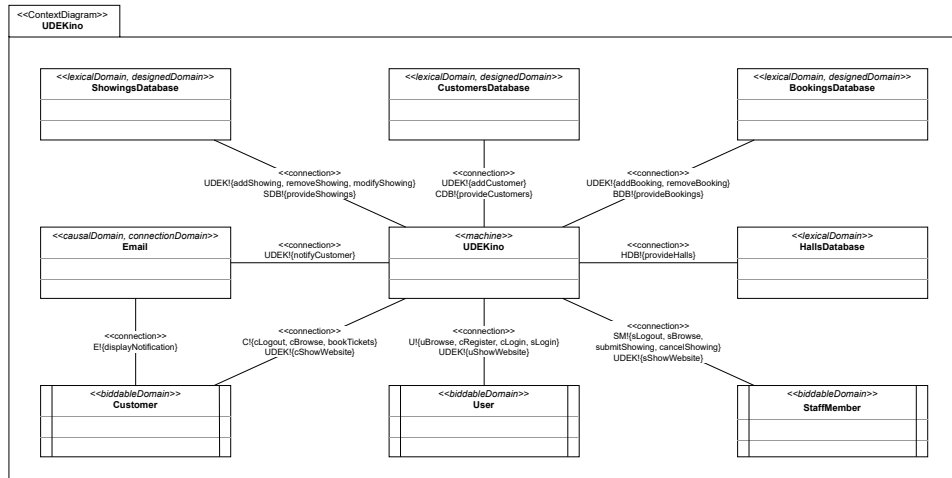 <<ContextDiagram>>
UDEKino
<<lexicalDomain, designedDomain>>
ShowingsDatabase
<<lexicalDomain, designedDomain>>
CustomersDatabase
<<lexicalDomain, designedDomain>>
BookingsDatabase
<<connection>>
UDEK!{addShowing, removeShowing, modifyShowing}
SDB!{provideShowings}
<<connection>>
UDEK!{addCustomer}
CDB!{provideCustomers}
<<connection>>
UDEK!{addBooking, removeBooking}
BDB!{provideBookings}
<<causalDomain, connectionDomain>>
Email
<<connection>>
UDEK!{notifyCustomer}
<<machine>>
UDEKino
<<connection>>
HDB!{provideHalls}
<<lexicalDomain>>
HallsDatabase
<<connection>>
E!{displayNotification}
<<connection>>
C!{cLogout, cBrowse, bookTickets}
UDEK!{cShowWebsite}
<<connection>>
U!{uBrowse, cRegister, cLogin, sLogin}
UDEK!{uShowWebsite}
<<connection>>
SM!{sLogout, sBrowse,
submitShowing, cancelShowing}
UDEK!{sShowWebsite}
<<biddableDomain>>
Customer
<<biddableDomain>>
User
<<biddableDomain>>
StaffMember